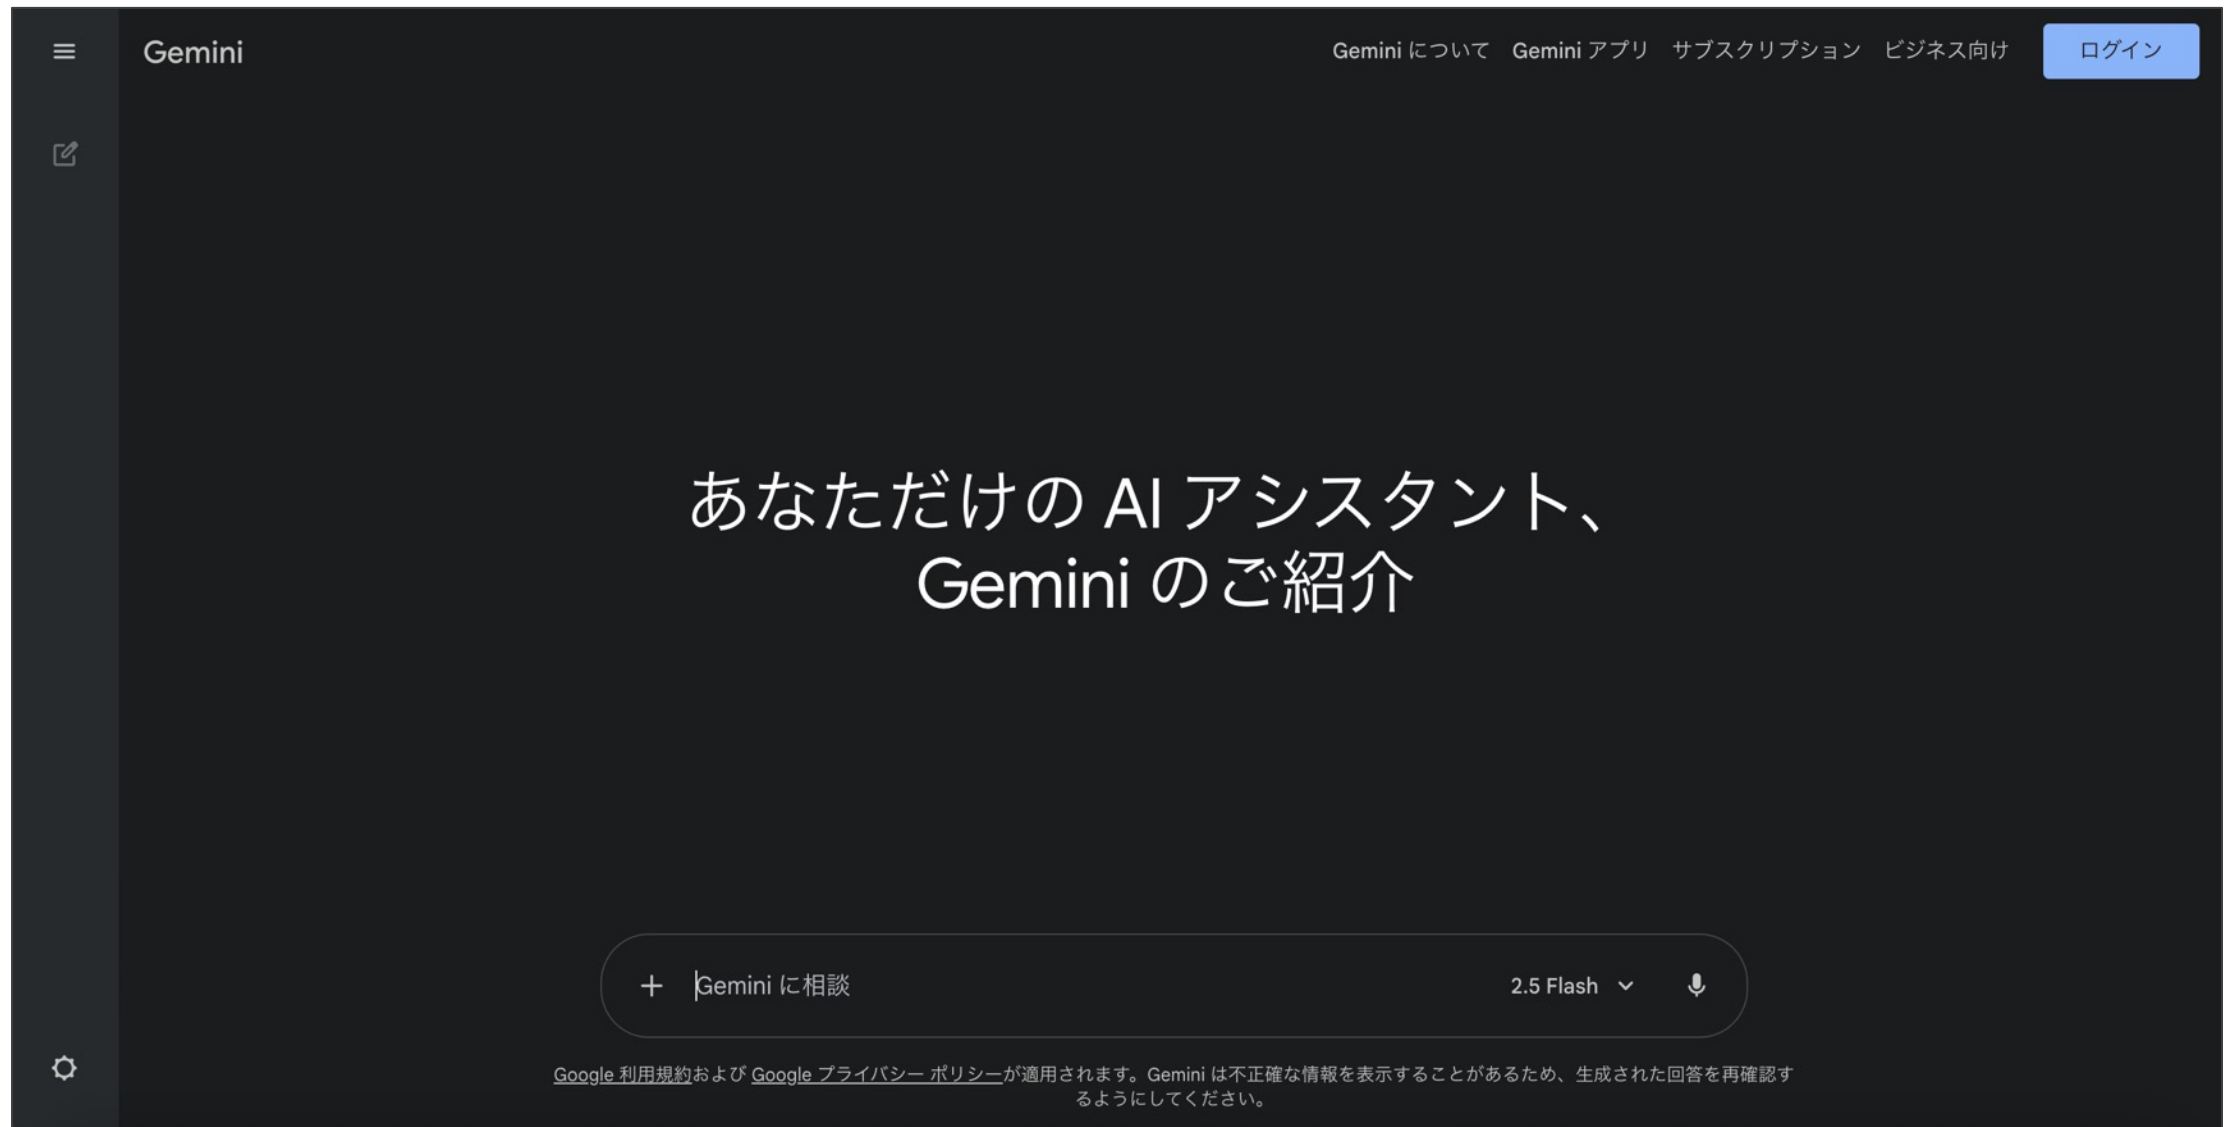 Gemini
Gemini について
Gemini アプリ
サブスクリプション
ビジネス向け
ログイン
あなただけの AI アシスタント、
Gemini のご紹介
Gemini に相談
2.5 Flash
Google 利用規約および Google プライバシー ポリシーが適用されます。Gemini は不正確な情報を表示することがあるため、生成された回答を再確認す
るようにしてください。